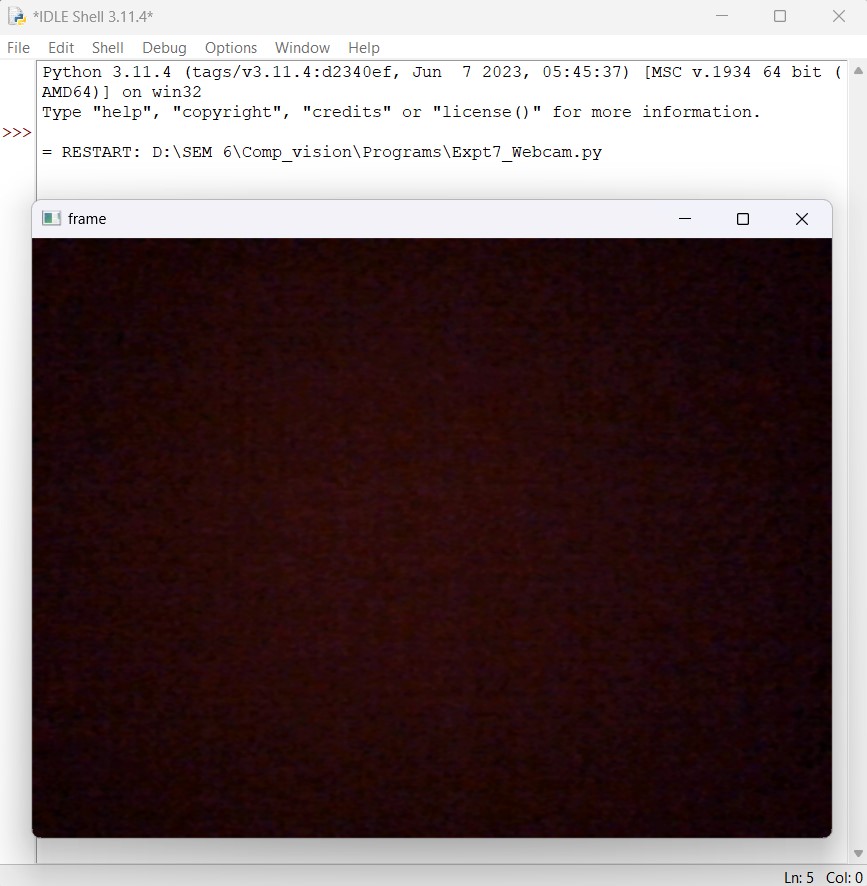 *IDLE Shell 3.11.4*
File Edit Shell Debug Options Window Help
Python 3.11.4 (tags/v3.11.4:d2340ef, Jun  7 2023, 05:45:37) [MSC v.1934 64 bit (
AMD64)] on win32
Type "help", "copyright", "credits" or "license()" for more information.
>>>
= RESTART: D:\SEM 6\Comp_vision\Programs\Expt7_Webcam.py
frame
Ln: 5 Col: 0